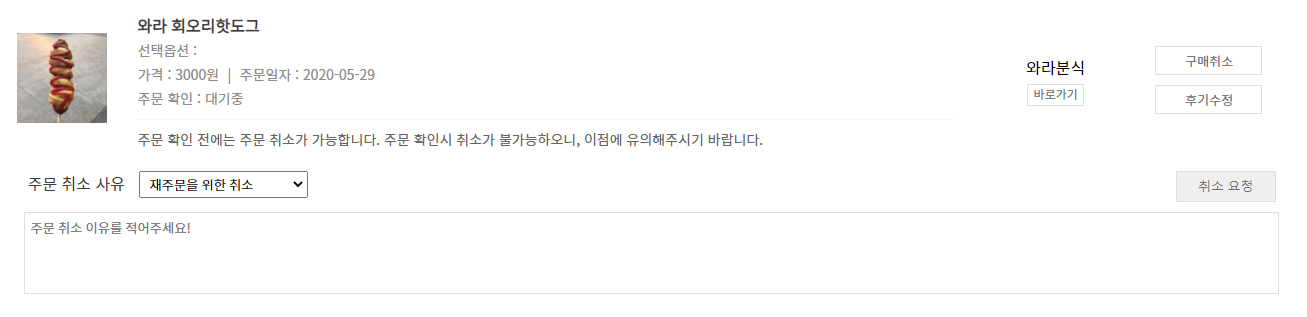 와라 회오리핫도그
선택옵션 :
가격 : 3000원 | 주문일자 : 2020-05-29
주문 확인 : 대기중
주문 확인 전에는 주문 취소가 가능합니다. 주문 확인시 취소가 불가능하오니, 이점에 유의해주시기 바랍니다.
와라분식
바로가기
구매취소
후기수정
주문 취소 사유 재주문을 위한 취소
취소 요청
주문 취소 이유를 적어주세요!